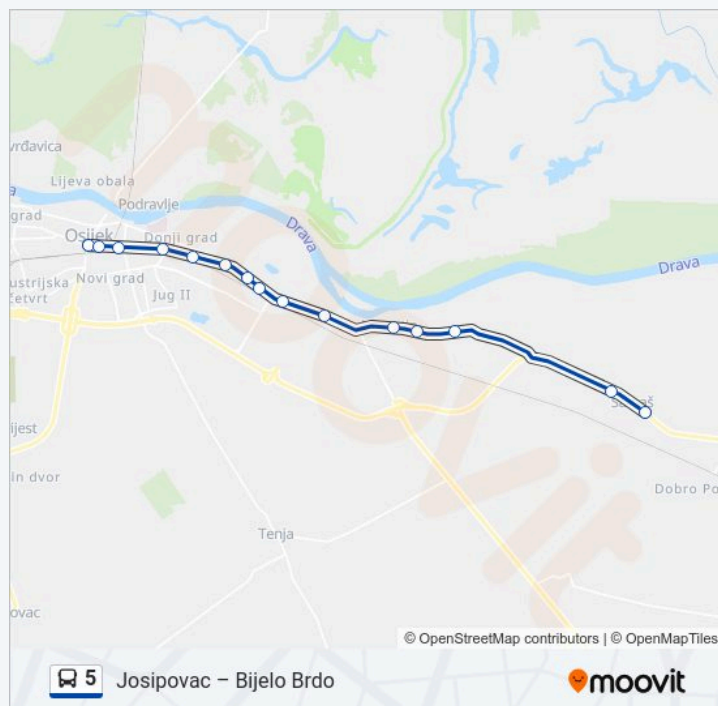 vrđavica
Lijeva obala
Podravlje
grad
Osijek
Donji grad
Drava
Drava
dustrijska
četvrt
Novi grad
Jug II
ijest
in dvor
Dobro Po
Tenja
ovac
© OpenStreetMap contributors | © OpenMapTiles
5 Josipovac – Bijelo Brdo
moovit